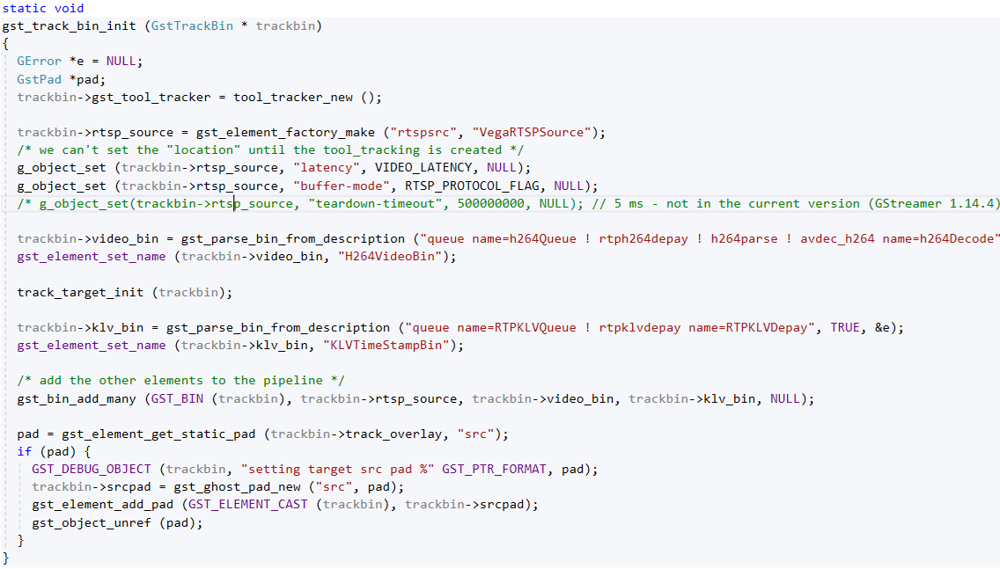 static void
gst_track_bin_init (GstTrackBin * trackbin)
{
GError *e = NULL;
GstPad *pad;
trackbin->gst_tool_tracker = tool_tracker_new ();
trackbin->rtsp_source = gst_element_factory_make ("rtspsrc", "VegaRTSPSource");
/* we can't set the "location" until the tool_tracking is created */
g_object_set (trackbin->rtsp_source, "latency", VIDEO_LATENCY, NULL);
g_object_set (trackbin->rtsp_source, "buffer-mode", RTSP_PROTOCOL_FLAG, NULL);
/* g_object_set(trackbin->rtsp_source, "teardown-timeout", 500000000, NULL); // 5 ms - not in the current version (GStreamer 1.14.4)
trackbin->video_bin = gst_parse_bin_from_description ("queue name=h264Queue ! rtph264depay ! h264parse ! avdec_h264 name=h264Decode"
gst_element_set_name (trackbin->video_bin, "H264VideoBin");
track_target_init (trackbin);
trackbin->klv_bin = gst_parse_bin_from_description ("queue name=RTPKLVQueue ! rtpklvdepay name=RTPKLVDepay", TRUE, &e);
gst_element_set_name (trackbin->klv_bin, "KLVTimeStampBin");
/* add the other elements to the pipeline */
gst_bin_add_many (GST_BIN (trackbin), trackbin->rtsp_source, trackbin->video_bin, trackbin->klv_bin, NULL);
pad = gst_element_get_static_pad (trackbin->track_overlay, "src");
if (pad) {
GST_DEBUG_OBJECT (trackbin, "setting target src pad %" GST_PTR_FORMAT, pad);
trackbin->srcpad = gst_ghost_pad_new ("src", pad);
gst_element_add_pad (GST_ELEMENT_CAST (trackbin), trackbin->srcpad);
gst_object_unref (pad);
}
}